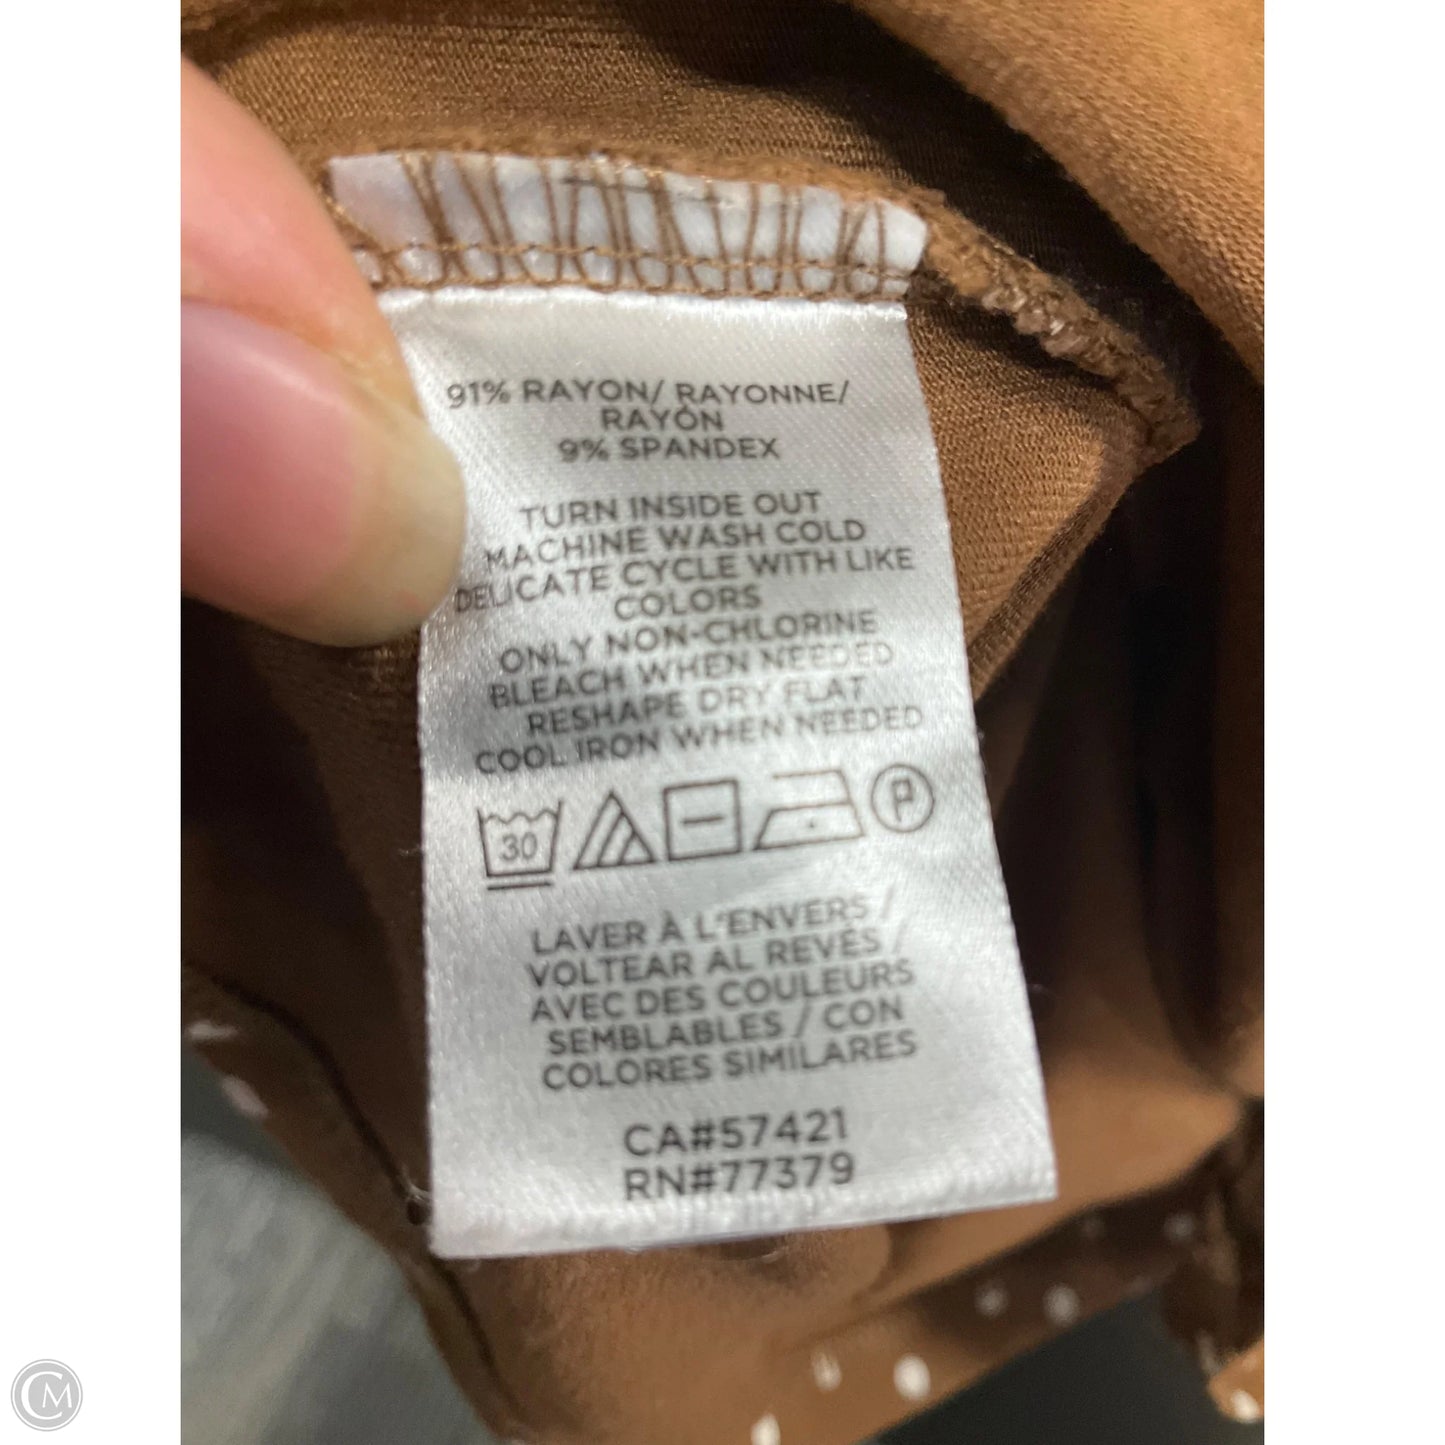 91% RAYON/ RAYONNE/
RAYÓN
9% SPANDEX
TURN INSIDE OUT
MACHINE WASH COLD
DELICATE CYCLE WITH LIKE
COLORS
ONLY NON-CHLORINE
BLEACH WHEN NEEDED
RESHAPE DRY FLAT
COOL IRON WHEN NEEDED
30
P
LAVER À L'ENVERS /
VOLTEAR AL REVÉS /
AVEC DES COULEURS
SEMBLABLES / CON
COLORES SIMILARES
CA#57421
RN#77379
CM